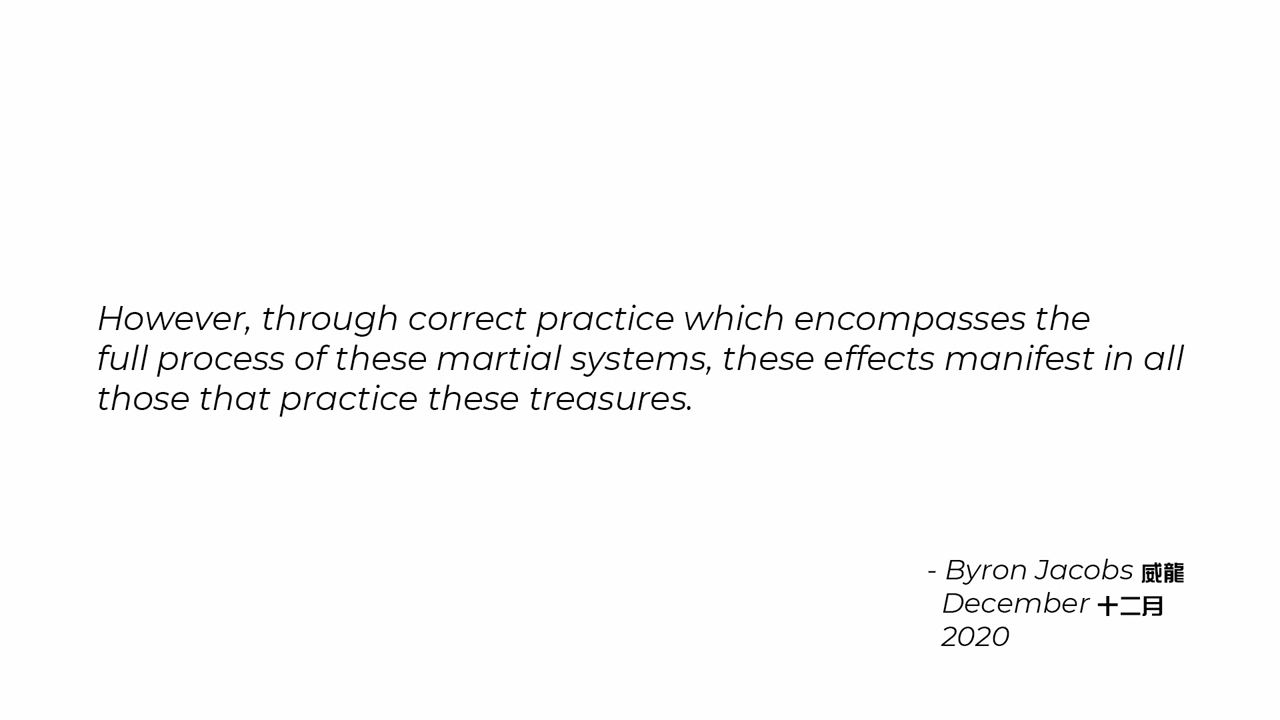 However, through correct practice which encompasses the
full process of these martial systems, these effects manifest in all
those that practice these treasures.
- Byron Jacobs 威龍
December 十二月
2020